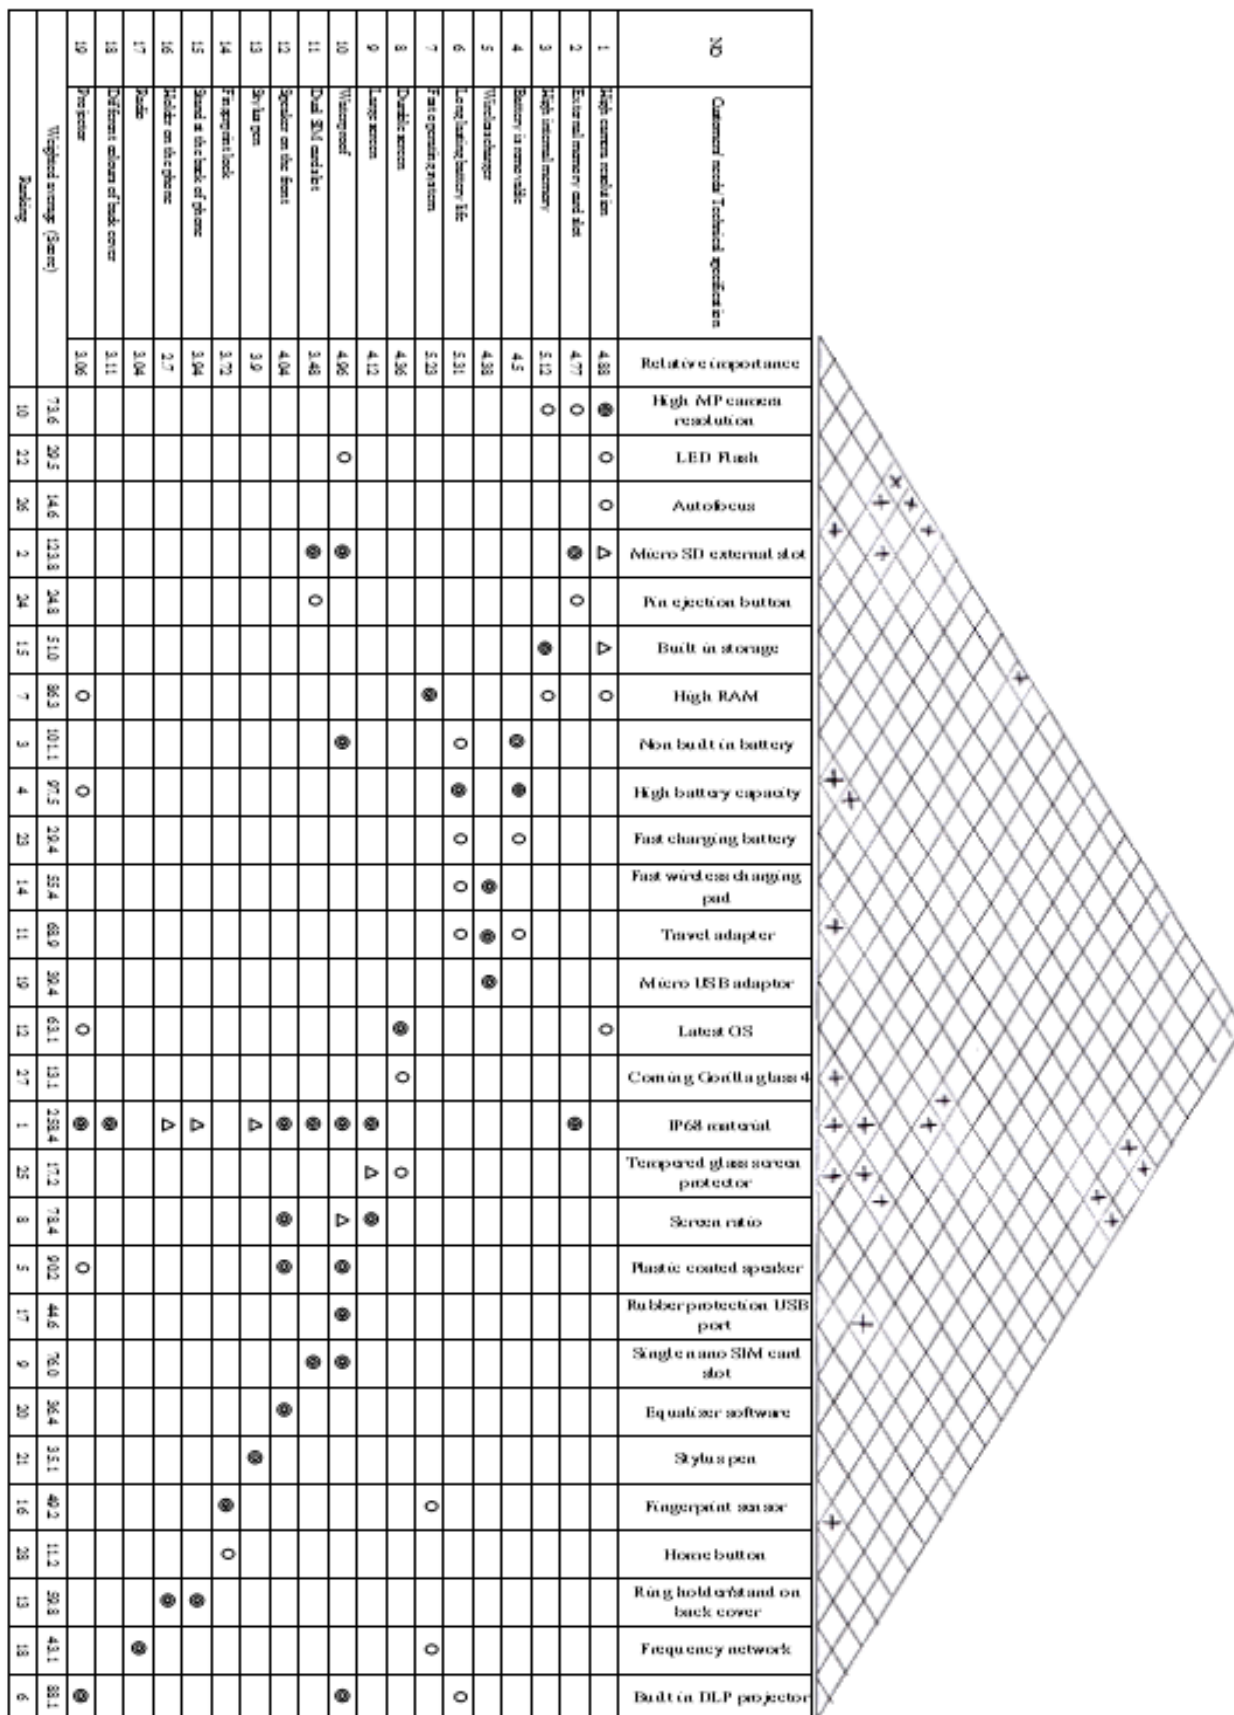 NO
Customers' needs/ Technical specification
Relative importance
High MP camera
resolution
LED Flash
Autofocus
Micro SD external slot
Pin ejection button
Built in storage
High RAM
Non built in battery
High battery capacity
Fast charging battery
Fast wireless charging
pad
Travel adapter
Micro USB adaptor
Latest OS
Corning Gorilla glass 4
IP68 material
Tempered glass screen
protector
Screen ratio
Plastic coated speaker
Rubber protection USB
port
Single nano SIM card
slot
Equalizer software
Stylus pen
Fingerprint sensor
Home button
Ring holder/stand on
back cover
Frequency network
Built in DLP projector
1 High camera resolution 4.88
2 External memory card slot 4.77
3 High internal memory 5.12
4 Battery is removable 4.5
5 Wireless charger 4.38
6 Long lasting battery life 5.31
7 Fast operating system 5.23
8 Durable screen 4.36
9 Large screen 4.12
10 Waterproof 4.96
11 Dual SIM card slot 3.48
12 Speaker on the front 4.04
13 Stylus pen 3.9
14 Fingerprint lock 3.72
15 Stand at the back of phone 3.94
16 Holder on the phone 2.7
17 Radio 3.04
18 Different colours of back cover 3.11
19 Projector 3.06
Weighted average (Score) 73.6 29.5 14.6 123.8 24.8 51.0 86.3 101.1 97.5 29.4 55.4 68.9 39.4 63.1 13.1 258.4 17.2 78.4 90.2 44.6 76.0 36.4 35.1 49.2 11.2 59.8 43.1 88.1
Ranking 10 22 26 2 24 15 7 3 4 23 14 11 19 12 27 1 25 8 5 17 9 20 21 16 28 13 18 6